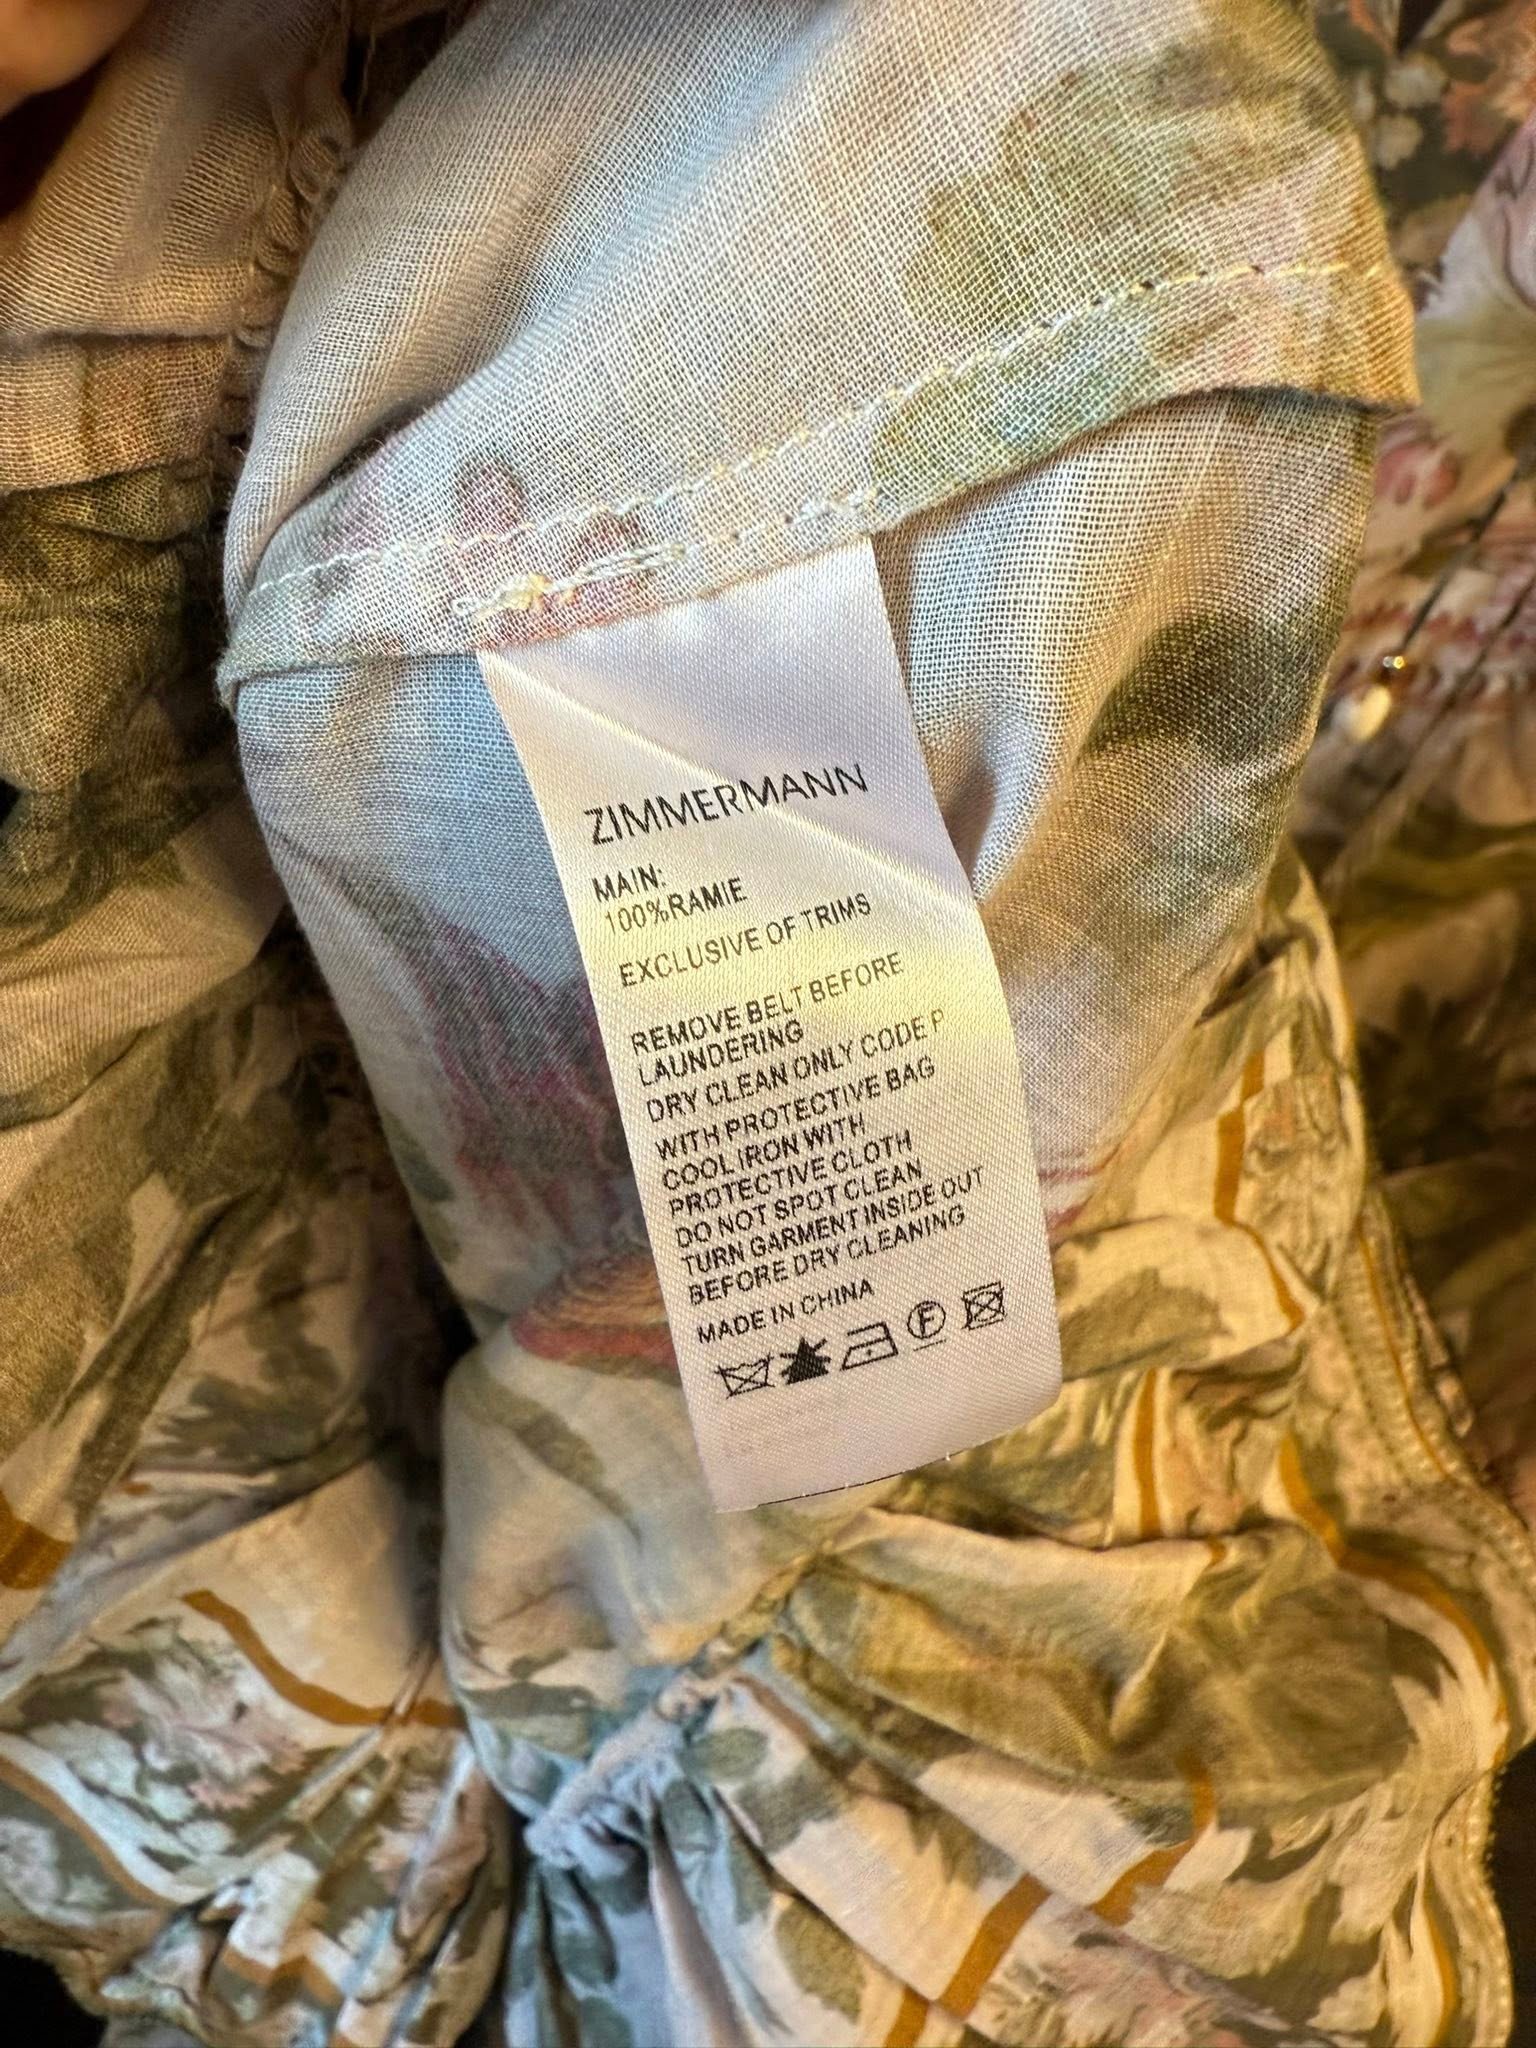 ZIMMERMANN
MAIN:
100%RAMIE
EXCLUSIVE OF TRIMS
REMOVE BELT BEFORE
LAUNDERING
DRY CLEAN ONLY CODE P
WITH PROTECTIVE BAG
COOL IRON WITH
PROTECTIVE CLOTH
DO NOT SPOT CLEAN
TURN GARMENT INSIDE OUT
BEFORE DRY CLEANING
MADE IN CHINA
F